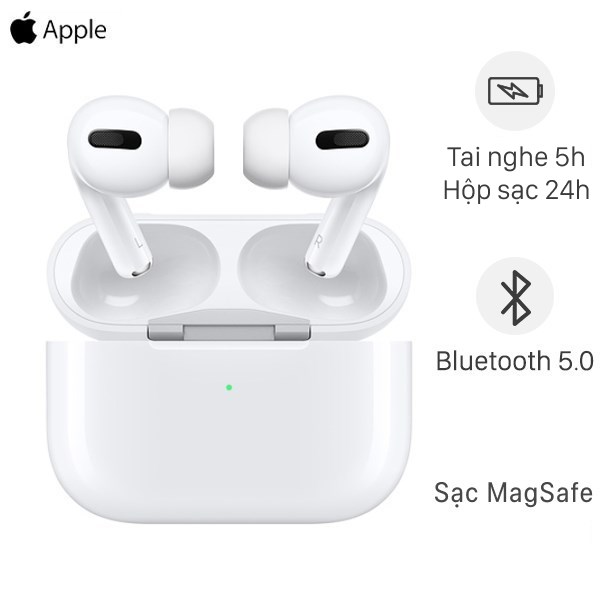 Apple
Tai nghe 5h
Hộp sạc 24h
L
R
Bluetooth 5.0
Sạc MagSafe